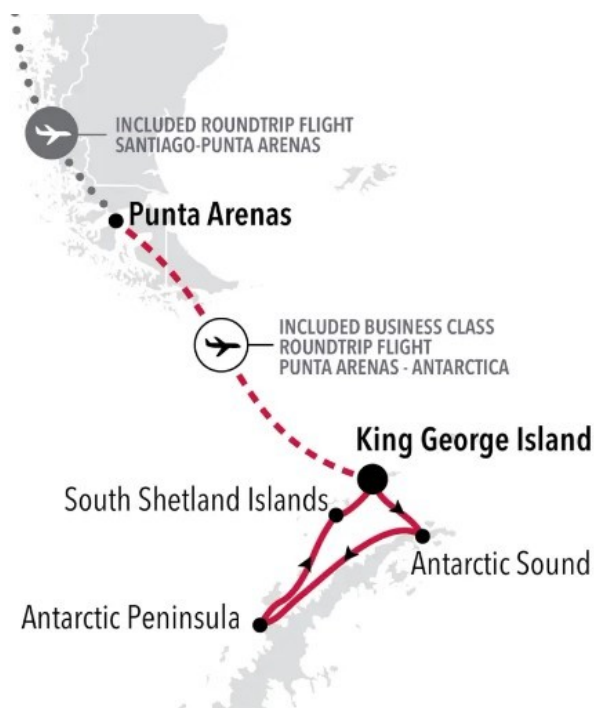 INCLUDED ROUNDTRIP FLIGHT
SANTIAGO-PUNTA ARENAS
Punta Arenas
INCLUDED BUSINESS CLASS
ROUNDTRIP FLIGHT
PUNTA ARENAS - ANTARCTICA
King George Island
South Shetland Islands
Antarctic Sound
Antarctic Peninsula